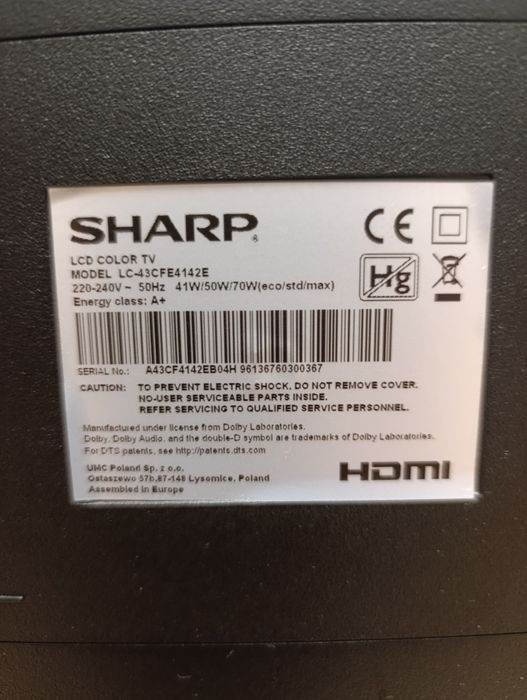 SHARP®
LCD COLOR TV
MODEL LC-43CFE4142E
220-240V ~ 50Hz 41W/50W/70W(eco/std/max)
Energy class: A+
CE
Hg
SERIAL No.: A43CF4142EB04H 96136760300367
CAUTION: TO PREVENT ELECTRIC SHOCK, DO NOT REMOVE COVER.
NO-USER SERVICEABLE PARTS INSIDE.
REFER SERVICING TO QUALIFIED SERVICE PERSONNEL.
Manufactured under license from Dolby Laboratories.
Dolby, Dolby Audio, and the double-D symbol are trademarks of Dolby Laboratories.
For DTS patents, see http://patents.dts.com
UMC Poland Sp. z o.o.
Ostaszewo 57b,87-148 Lysomice, Poland
Assembled in Europe
HDMI